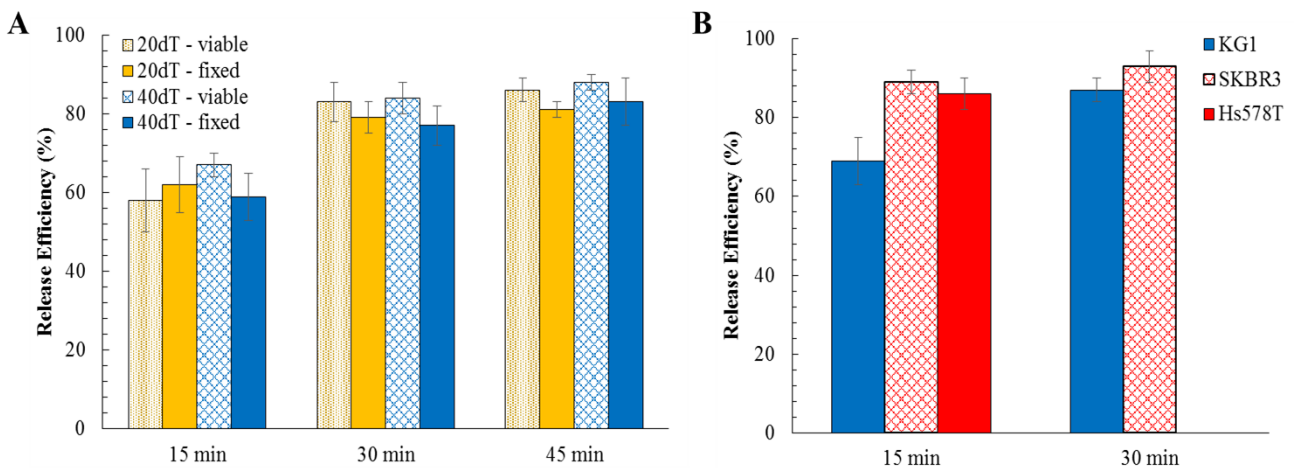 A
Release Efficiency (%)
100
80
60
40
20
0
20dT - viable
20dT - fixed
40dT - viable
40dT - fixed
15 min
30 min
45 min
B
Release Efficiency (%)
100
80
60
40
20
0
KG1
SKBR3
Hs578T
15 min
30 min